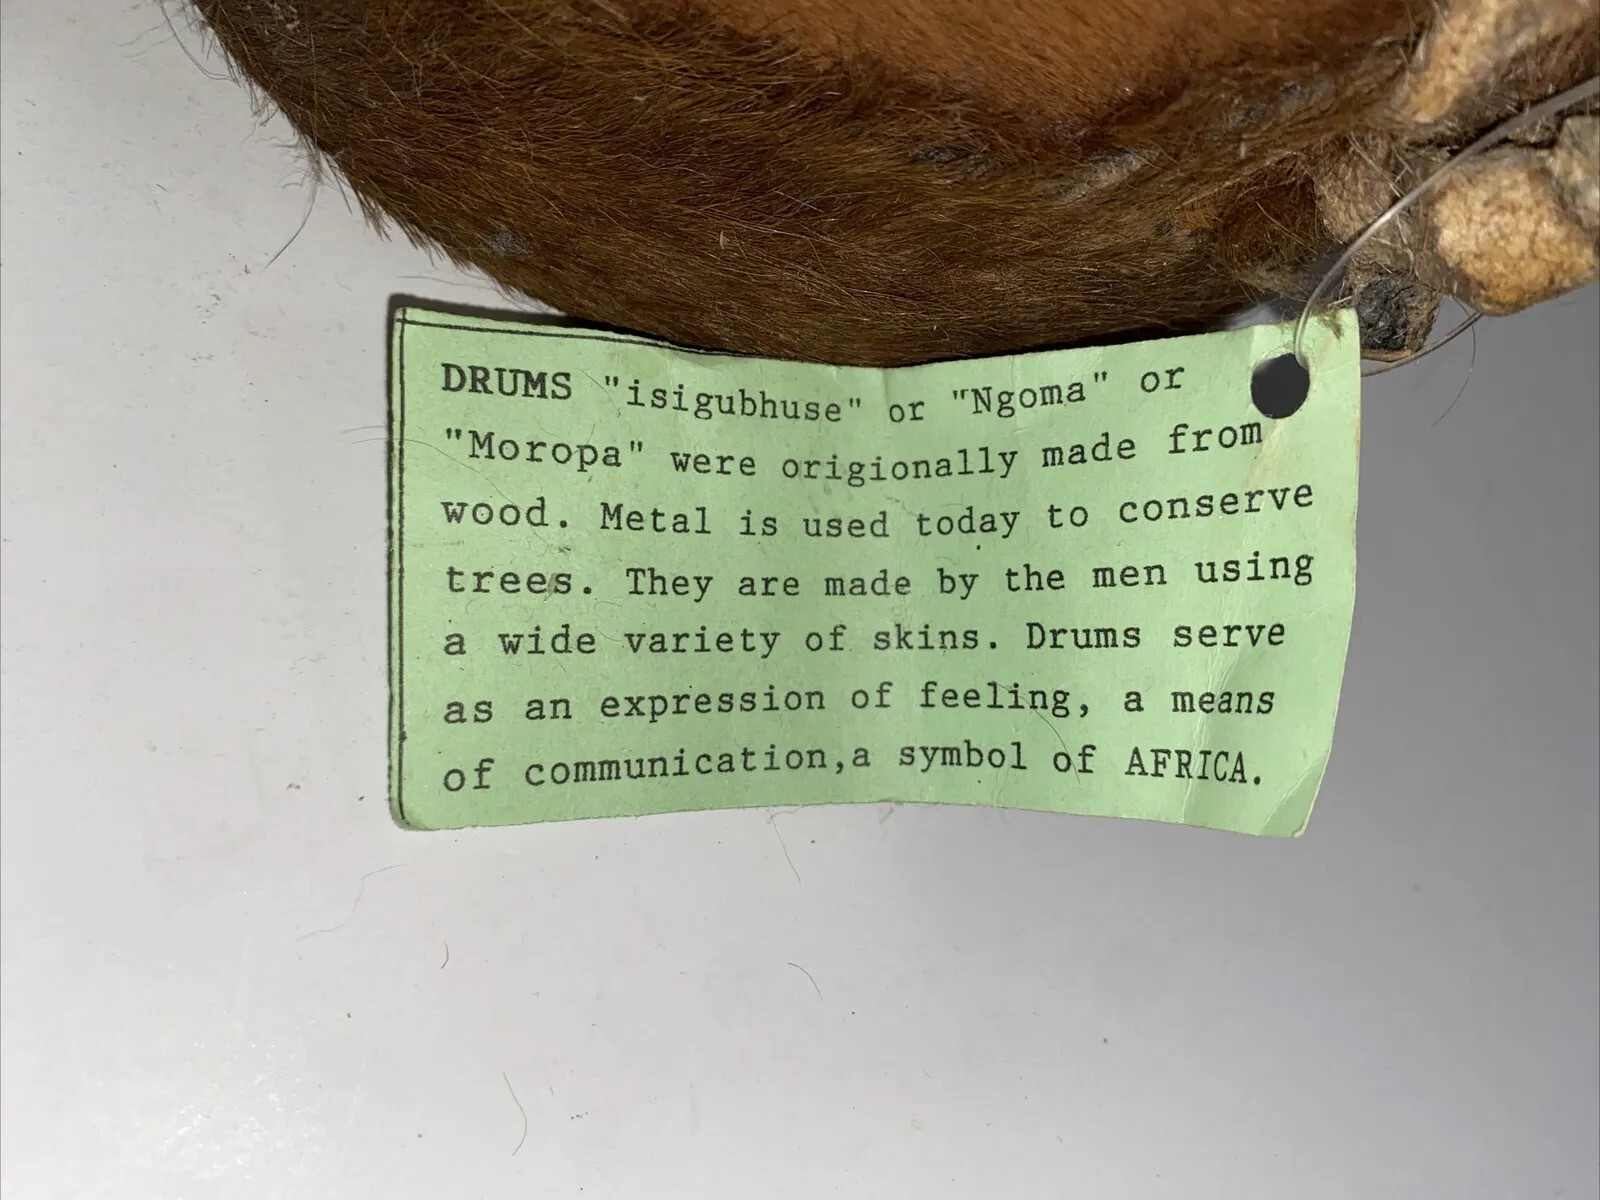 DRUMS "isigubhuse" or "Ngoma" or
"Moropa" were origionally made from
wood. Metal is used today to conserve
trees. They are made by the men using
a wide variety of skins. Drums serve
as an expression of feeling, a means
of communication,a symbol of AFRICA.